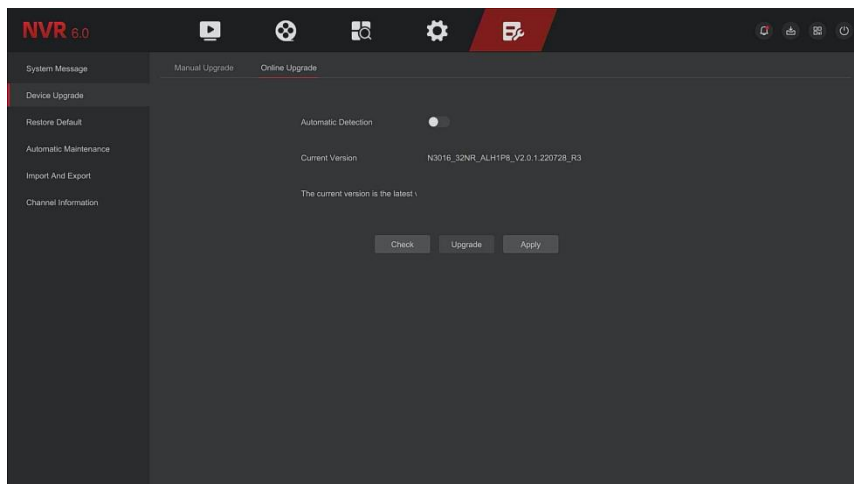 NVR 6.0
System Message
Manual Upgrade Online Upgrade
Device Upgrade
Restore Default
Automatic Detection
Automatic Maintenance
Current Version N3016_32NR_ALH1P8_V2.0.1.220728_R3
Import And Export
The current version is the latest
Channel Information
Check Upgrade Apply